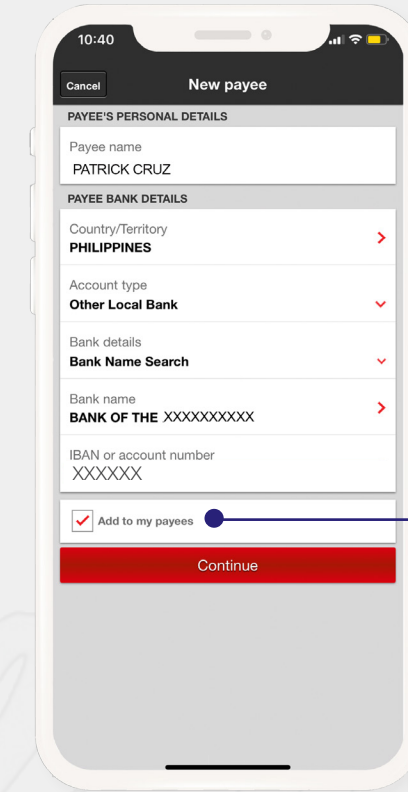 10:40
Cancel
New payee
PAYEE'S PERSONAL DETAILS
Payee name
PATRICK CRUZ
PAYEE BANK DETAILS
Country/Territory
PHILIPPINES
Account type
Other Local Bank
Bank details
Bank Name Search
Bank name
BANK OF THE XXXXXXXXXX
IBAN or account number
XXXXXX
Add to my payees
Continue